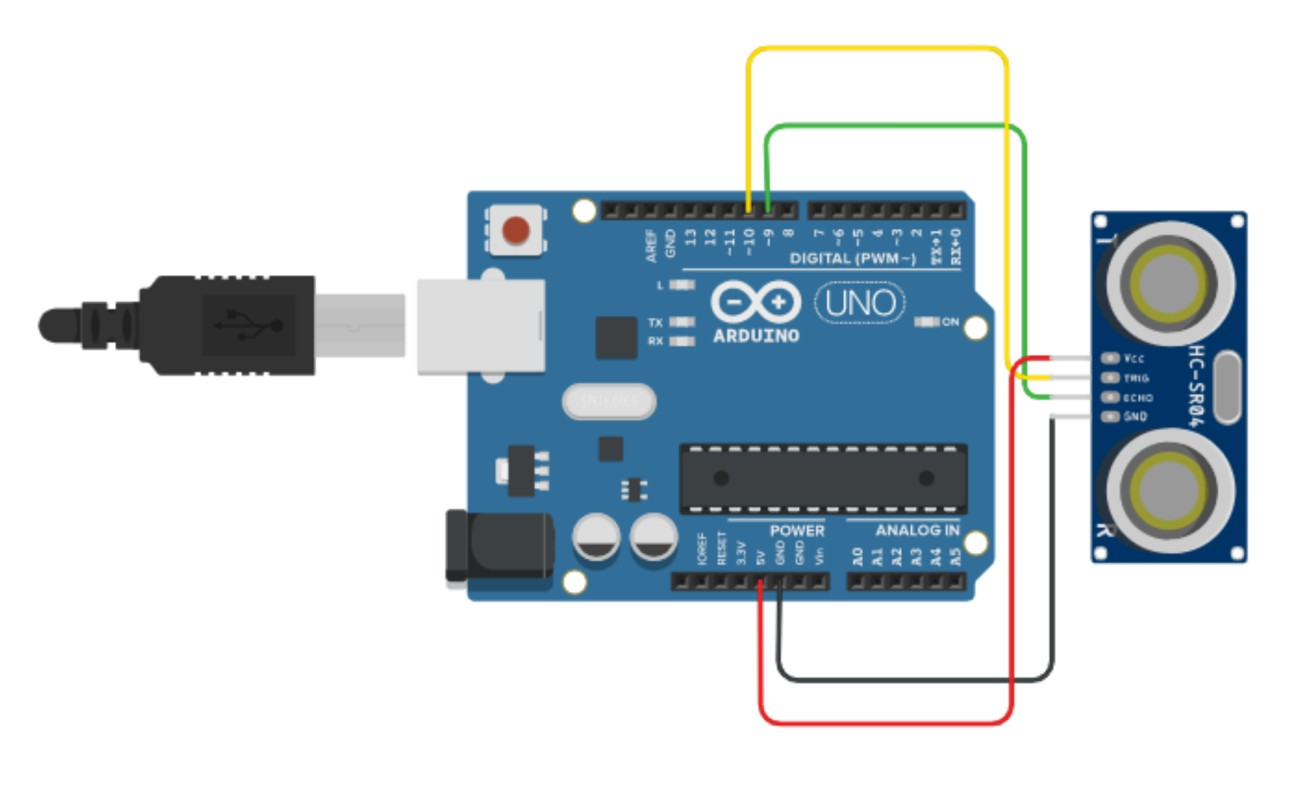 AREF
GND
13
12
~11
~10
~9
8
7
~6
~5
4
~3
2
TX→1
RX←0
DIGITAL (PWM~)
L
TX
RX
ARDUINO
UNO
ON
POWER
ANALOG IN
IOREF
RESET
3.3V
5V
GND
GND
Vin
A0
A1
A2
A3
A4
A5
T
VCC
TRIG
ECHO
GND
HC-SR04
R